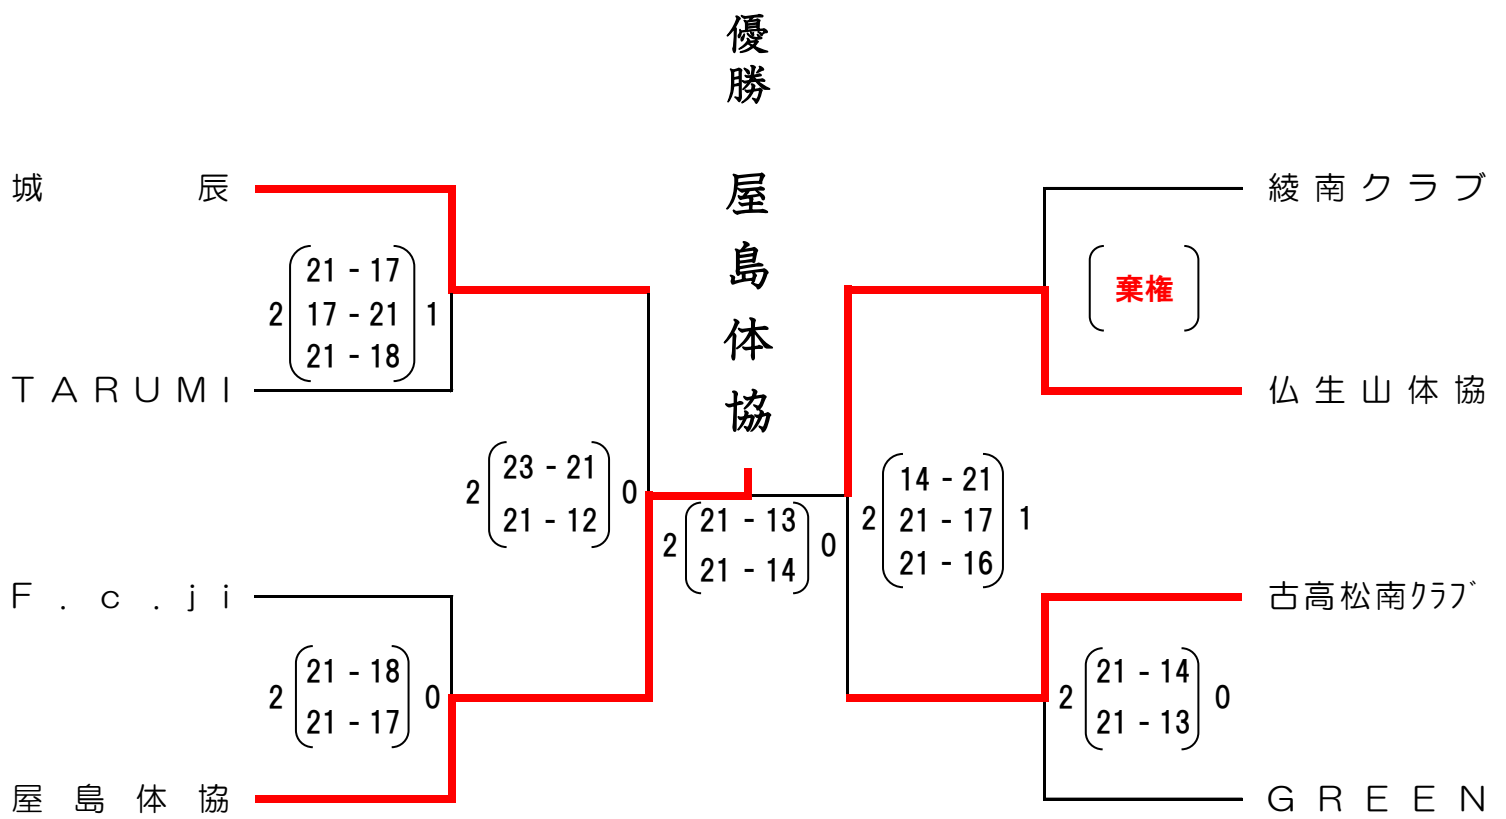 優勝 屋島体協
城 辰
2 21 - 17 1
17 - 21
21 - 18
TARUMI
2 23 - 21 0
21 - 12
F.c.ji
2 21 - 18 0
21 - 17
屋島体協
2 21 - 13 0
21 - 14
綾南クラブ
棄権
仏生山体協
2 14 - 21 1
21 - 17
21 - 16
古高松南クラブ
2 21 - 14 0
21 - 13
GREEN